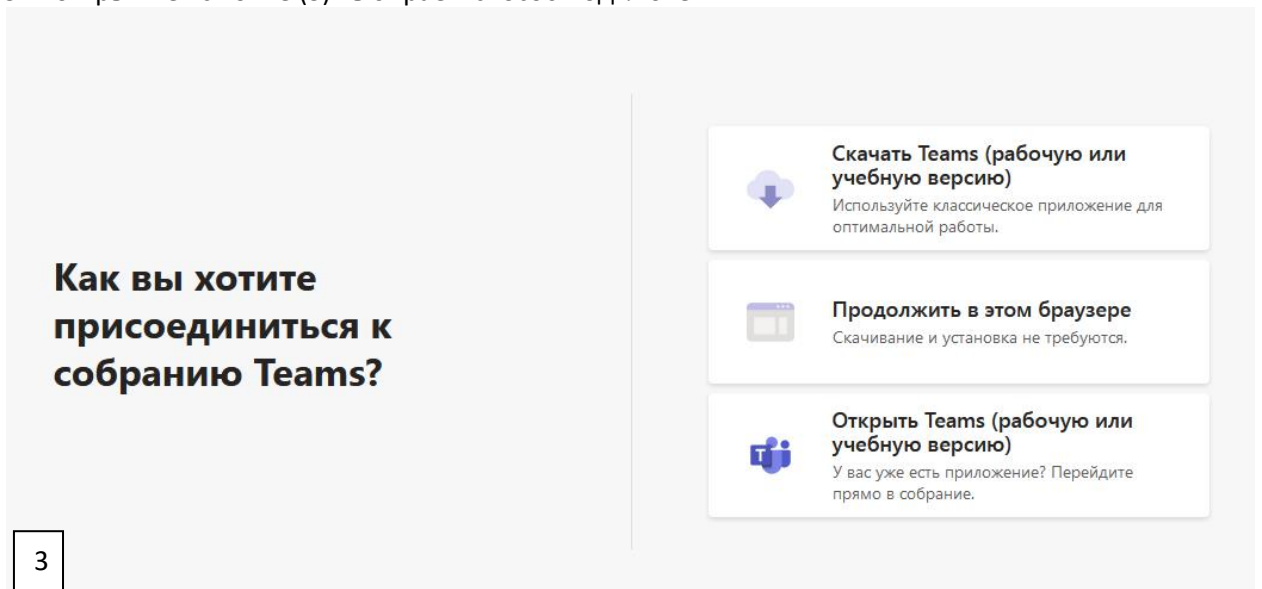 Как вы хотите
присоединиться к
собранию Teams?
Скачать Teams (рабочую или
учебную версию)
Используйте классическое приложение для
оптимальной работы.
Продолжить в этом браузере
Скачивание и установка не требуются.
Открыть Teams (рабочую или
учебную версию)
У вас уже есть приложение? Перейдите
прямо в собрание.
3